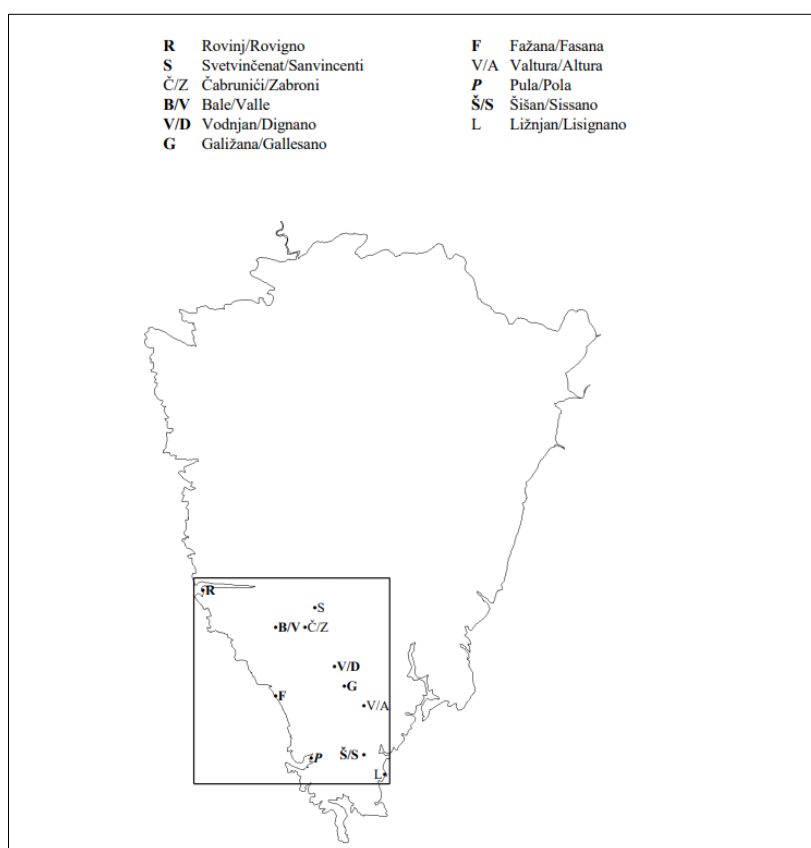 R Rovinj/Rovigno
S Svetvinčenat/Sanvincenti
Č/Z Čabrunići/Zabroni
B/V Bale/Valle
V/D Vodnjan/Dignano
G Galižana/Gallesano
F Fažana/Fasana
V/A Valtura/Altura
P Pula/Pola
Š/S Šišan/Sissano
L Ližnjan/Lisignano
R
S
B/V Č/Z
V/D
G
F
V/A
Š/S
P
L